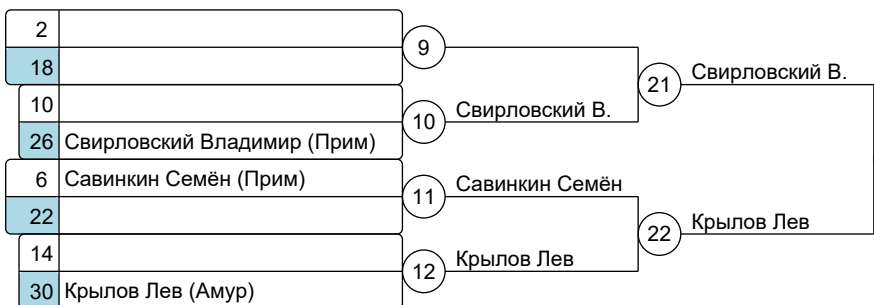 2
18
9
10
26 Свирловский Владимир (Прим)
10
Свирловский В.
21
Свирловский В.
6 Савинкин Семён (Прим)
22
11
Савинкин Семён
14
30 Крылов Лев (Амур)
12
Крылов Лев
22
Крылов Лев